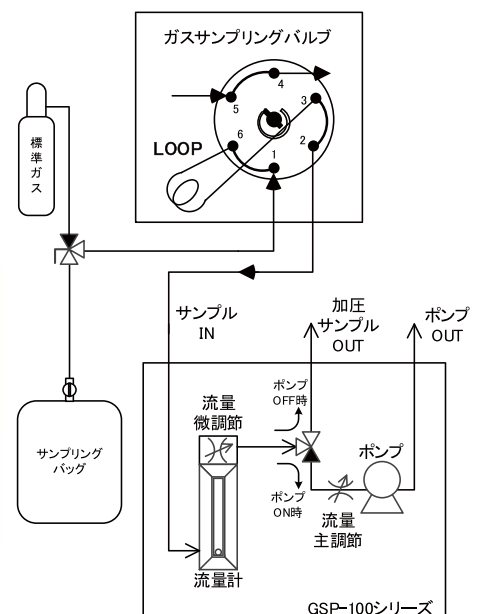 ガスサンプリングバルブ
4
3
5
6
2
LOOP
1
標
準
ガ
ス
サンプル
IN
加圧
サンプル
OUT
ポンプ
OUT
ポンプ
OFF時
流量
微調節
サンプリング
バッグ
ポンプ
ポンプ
ON時
流量
主調節
流量計
GSP-100シリーズ